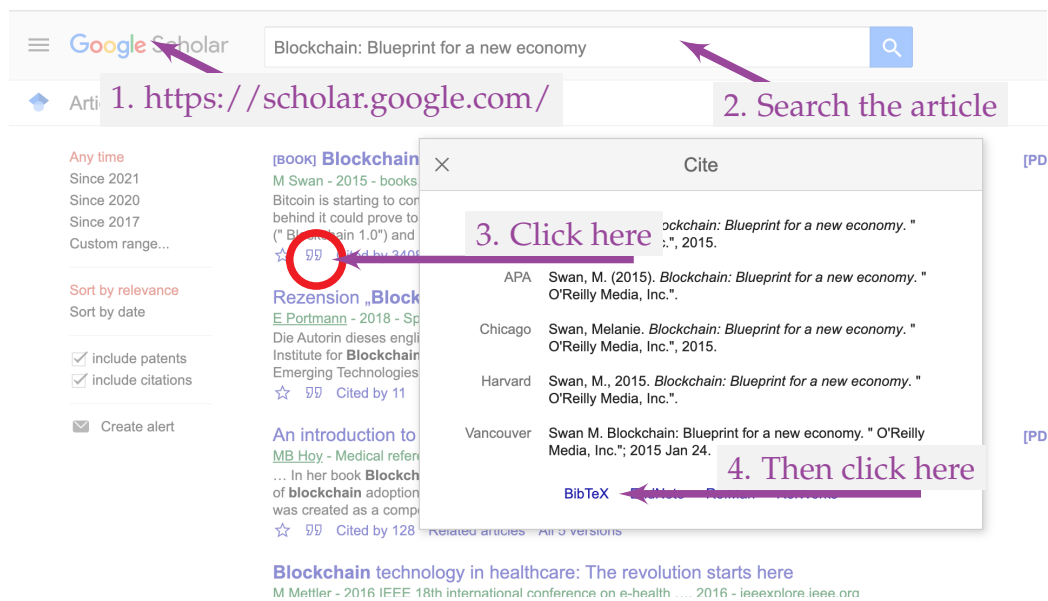 Google Scholar
Blockchain: Blueprint for a new economy
1. https://scholar.google.com/
2. Search the article
Arti
Any time
Since 2021
Since 2020
Since 2017
Custom range...
Sort by relevance
Sort by date
include patents
include citations
Create alert
[BOOK] Blockchain
M Swan - 2015 - books
Bitcoin is starting to
behind it could prove to
(" Blockchain 1.0") and
Cited by 3408
Rezension „Block
E Portmann - 2018 - Sp
Die Autorin dieses engli
Institute for Blockchain
Emerging Technologies
Cited by 11
An introduction to
MB Hoy - Medical refer
… In her book Blockch
of blockchain adoption
was created as a comp
Cited by 128 Related articles All 5 versions
Blockchain technology in healthcare: The revolution starts here
M Mettler - 2016 IEEE 18th international conference on e-health …, 2016 - ieeexplore.ieee.org
[PD
[PD
Cite
3. Click here
ockchain: Blueprint for a new economy. "
.", 2015.
APA
Swan, M. (2015). Blockchain: Blueprint for a new economy. "
O'Reilly Media, Inc.".
Chicago
Swan, Melanie. Blockchain: Blueprint for a new economy. "
O'Reilly Media, Inc.", 2015.
Harvard
Swan, M., 2015. Blockchain: Blueprint for a new economy. "
O'Reilly Media, Inc.".
Vancouver
Swan M. Blockchain: Blueprint for a new economy. " O'Reilly
Media, Inc."; 2015 Jan 24.
4. Then click here
BibTeX EndNote RefMan RefWorks